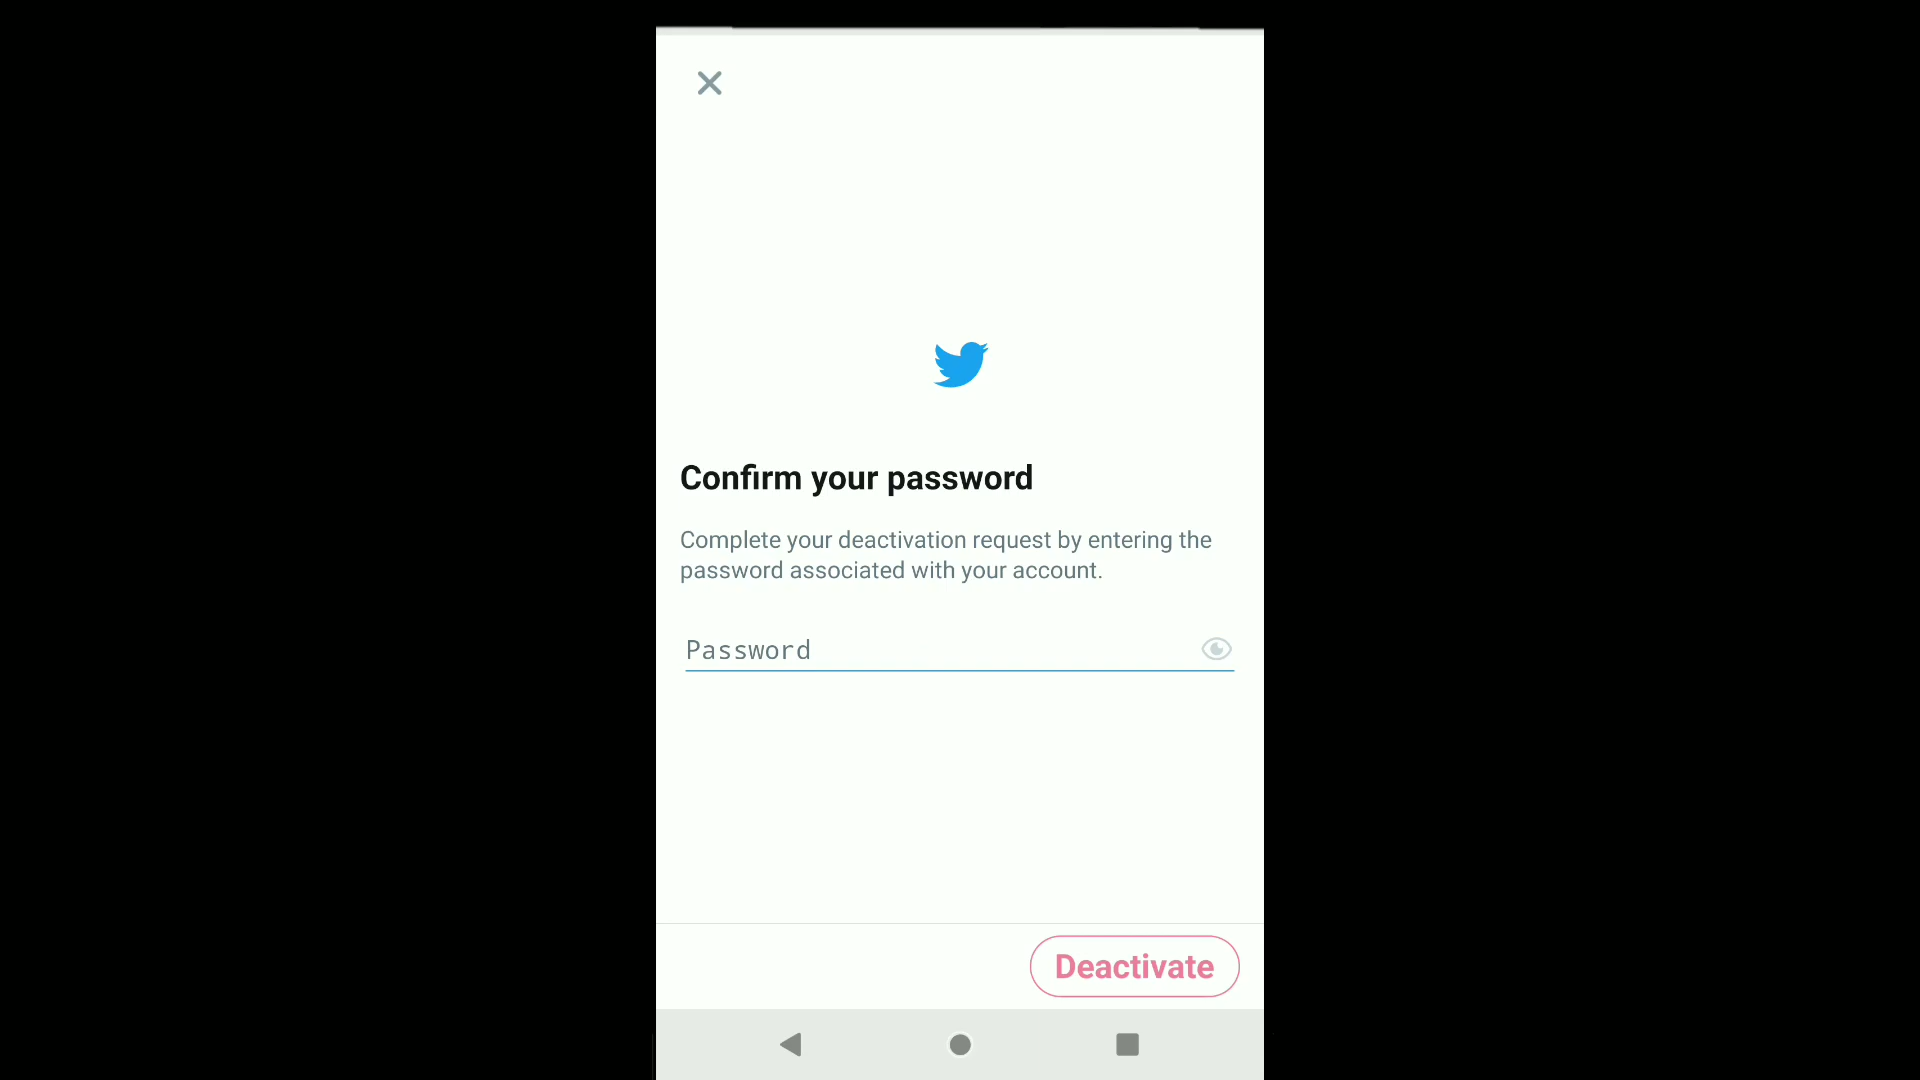 Confirm your password
Complete your deactivation request by entering the
password associated with your account.
Password
Deactivate